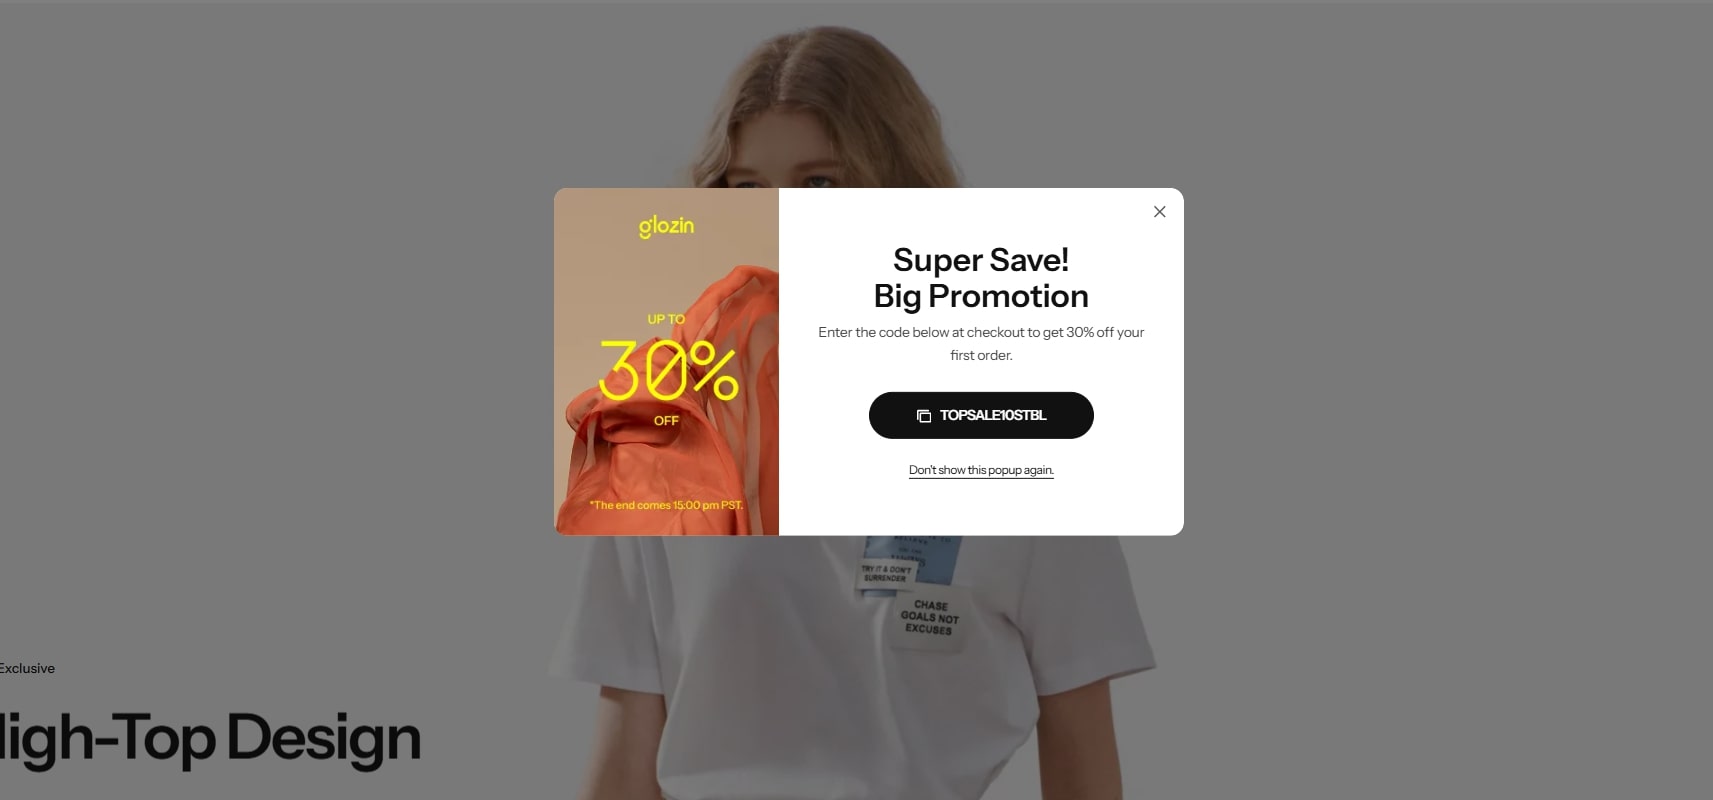 glozin
UP TO
30%
OFF
*The end comes 15:00 pm PST.
Super Save!
Big Promotion
Enter the code below at checkout to get 30% off your
first order.
TOPSALE10STBL
Don't show this popup again.
TRY IT & DON'T
SURRENDER
CHASE
GOALS NOT
EXCUSES
Exclusive
High-Top Design